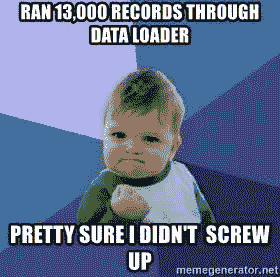 RAN 13,000 RECORDS THROUGH
DATA LOADER
PRETTY SURE I DIDN'T SCREW
UP
memegenerator.net